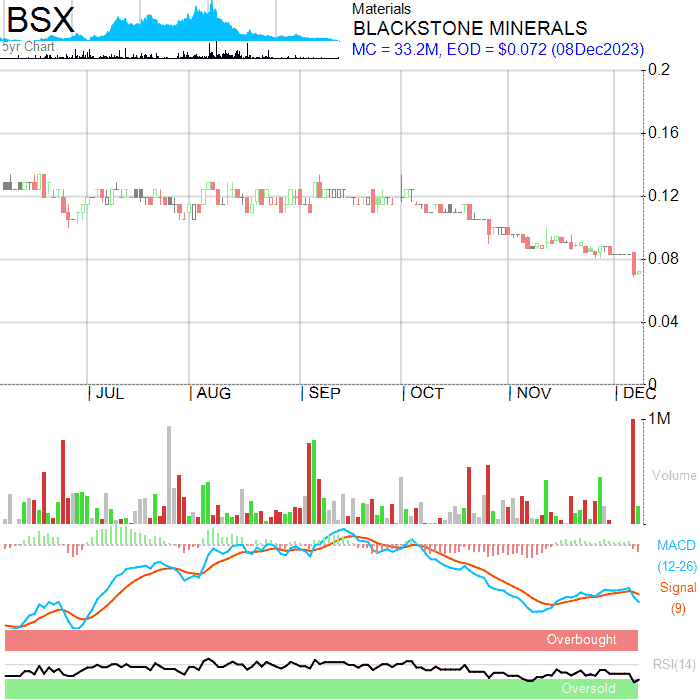 BSX
5yr Chart
Materials
BLACKSTONE MINERALS
MC = 33.2M, EOD = $0.072 (08Dec2023)
0.2
0.16
0.12
0.08
0.04
0
JUL
AUG
SEP
OCT
NOV
DEC
1M
Volume
MACD
(12-26)
Signal
(9)
Overbought
RSI(14)
Oversold